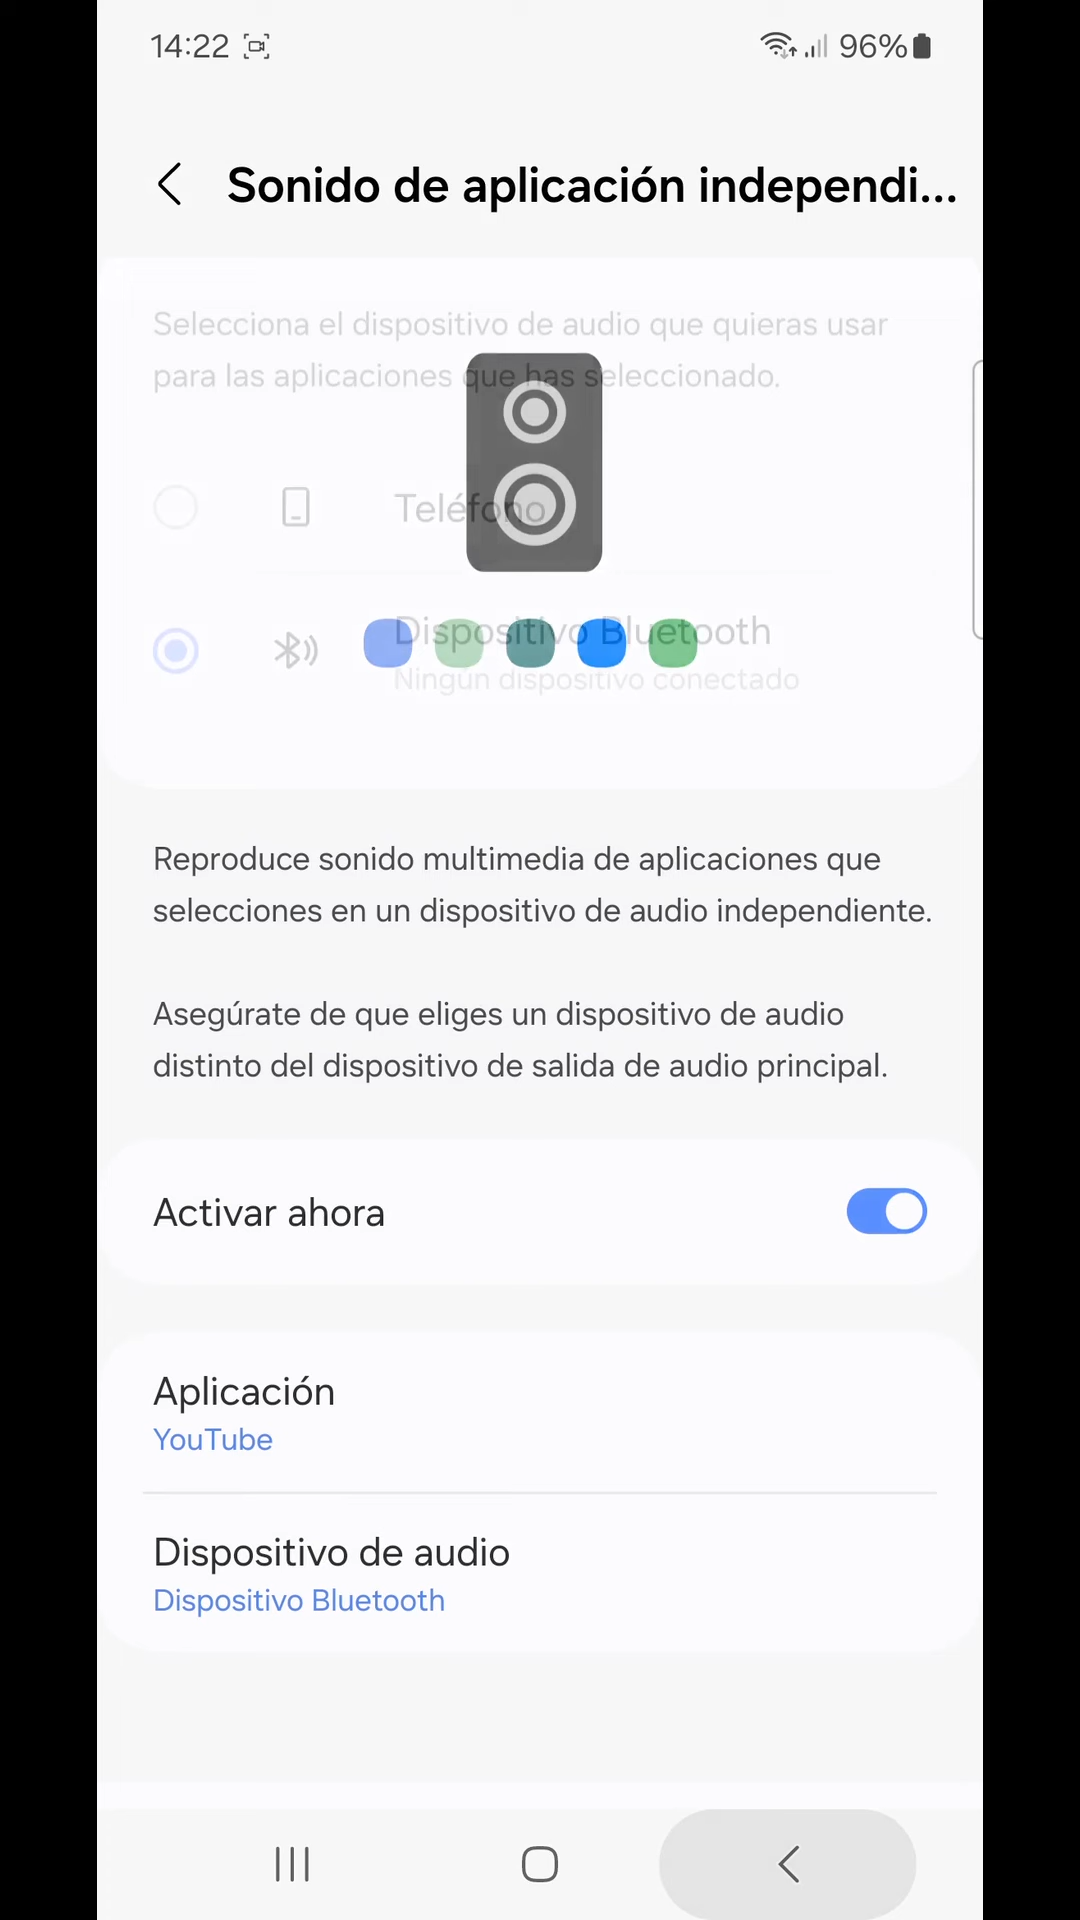 14:22
96%
Sonido de aplicación independi...
Selecciona el dispositivo de audio que quieras usar
para las aplicaciones que has seleccionado.
Teléfono
Dispositivo Bluetooth
Ningún dispositivo conectado
Reproduce sonido multimedia de aplicaciones que
selecciones en un dispositivo de audio independiente.
Asegúrate de que eliges un dispositivo de audio
distinto del dispositivo de salida de audio principal.
Activar ahora
Aplicación
YouTube
Dispositivo de audio
Dispositivo Bluetooth